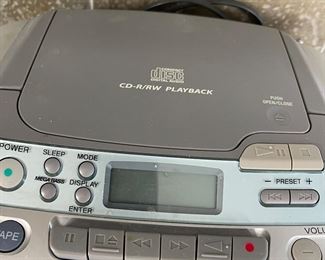 COMPACT
disc
DIGITAL AUDIO
CD-R/RW PLAYBACK
PUSH
OPEN/CLOSE
POWER
SLEEP
MODE
MEGA BASS
DISPLAY
ENTER
− PRESET +
TAPE
VOLU